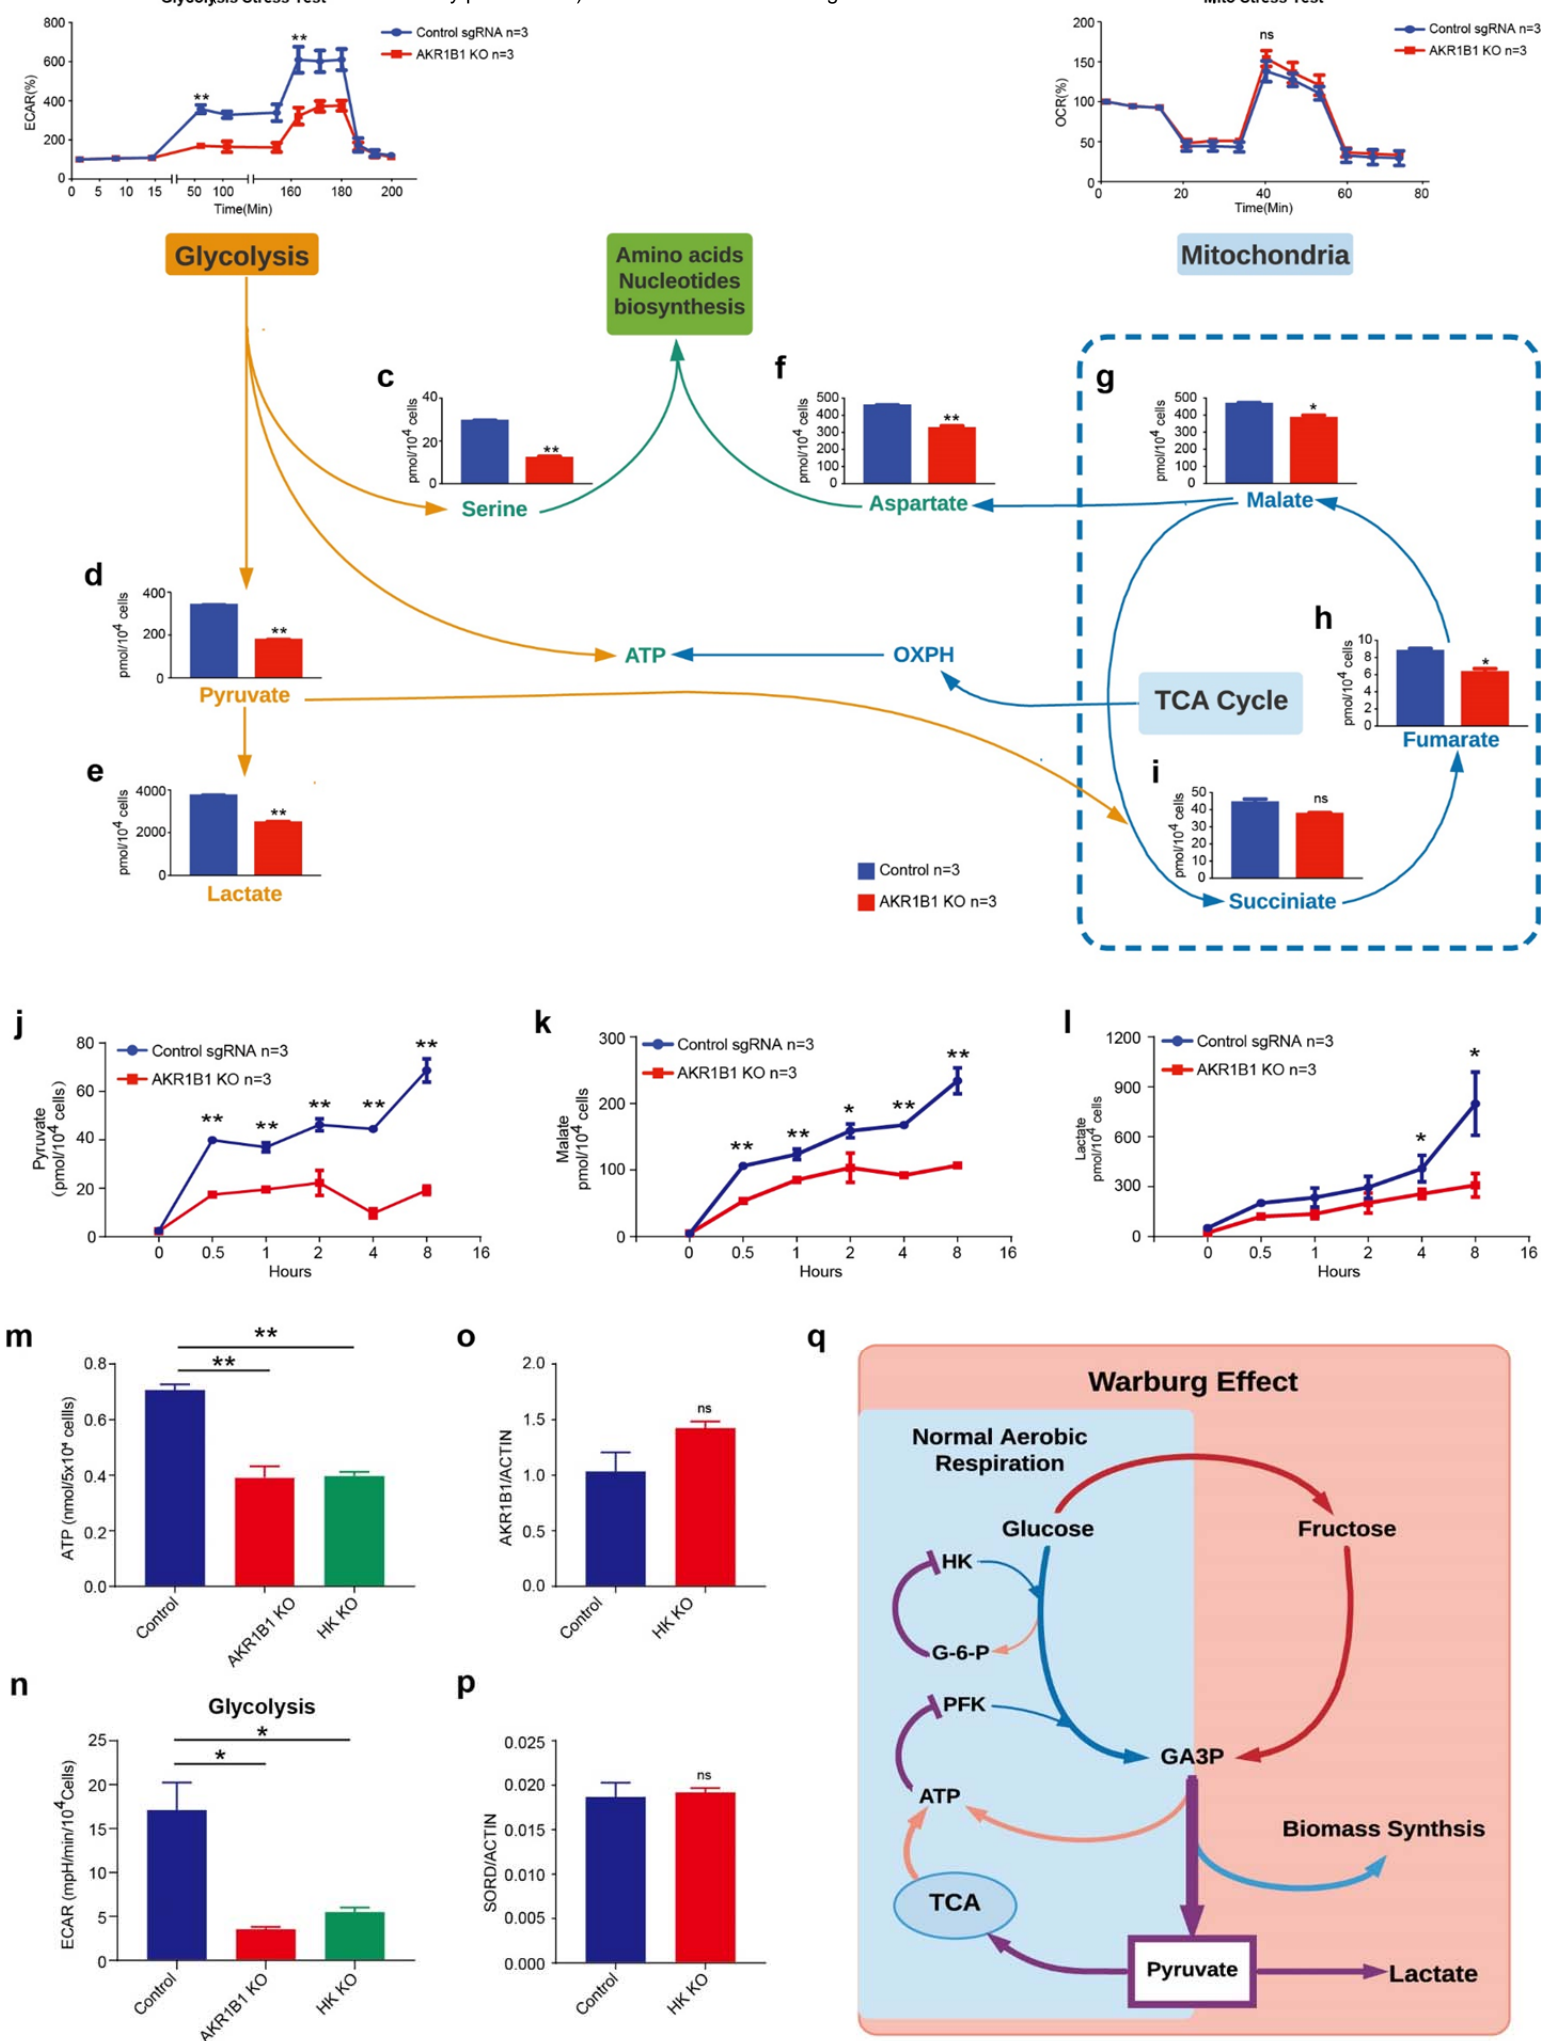 Glycolysis Stress Test
Mito Stress Test
800
600
400
200
0
ECAR(%)
**
**
Control sgRNA n=3
AKR1B1 KO n=3
0 5 10 15 50 100 160 180 200
Time(Min)
200
150
100
50
0
OCR(%)
ns
Control sgRNA n=3
AKR1B1 KO n=3
0 20 40 60 80
Time(Min)
Glycolysis
Amino acids
Nucleotides
biosynthesis
Mitochondria
c
40
20
0
pmol/10⁴ cells
**
Serine
f
500
400
300
200
100
0
pmol/10⁴ cells
**
Aspartate
g
500
400
300
200
100
0
pmol/10⁴ cells
*
Malate
d
400
200
0
pmol/10⁴ cells
**
Pyruvate
ATP
OXPH
TCA Cycle
h
10
8
6
4
2
0
pmol/10⁴ cells
*
Fumarate
e
4000
2000
0
pmol/10⁴ cells
**
Lactate
Control n=3
AKR1B1 KO n=3
i
50
40
30
20
10
0
pmol/10⁴ cells
ns
Succiniate
j
80
60
40
20
0
Pyruvate
(pmol/10⁴ cells)
Control sgRNA n=3
AKR1B1 KO n=3
** ** ** ** **
0 0.5 1 2 4 8 16
Hours
k
300
200
100
0
Malate
pmol/10⁴ cells
Control sgRNA n=3
AKR1B1 KO n=3
** ** * ** **
0 0.5 1 2 4 8 16
Hours
l
1200
900
600
300
0
Lactate
pmol/10⁴ cells
Control sgRNA n=3
AKR1B1 KO n=3
* *
0 0.5 1 2 4 8 16
Hours
m
**
**
0.8
0.6
0.4
0.2
0.0
ATP (nmol/5x10⁴ cellls)
Control AKR1B1 KO HK KO
o
2.0
1.5
1.0
0.5
0.0
AKR1B1/ACTIN
ns
Control HK KO
n
Glycolysis
*
*
25
20
15
10
5
0
ECAR (mpH/min/10⁴Cells)
Control AKR1B1 KO HK KO
p
0.025
0.020
0.015
0.010
0.005
0.000
SORD/ACTIN
ns
Control HK KO
q
Warburg Effect
Normal Aerobic
Respiration
Glucose
Fructose
HK
G-6-P
PFK
GA3P
ATP
Biomass Synthsis
TCA
Pyruvate
Lactate